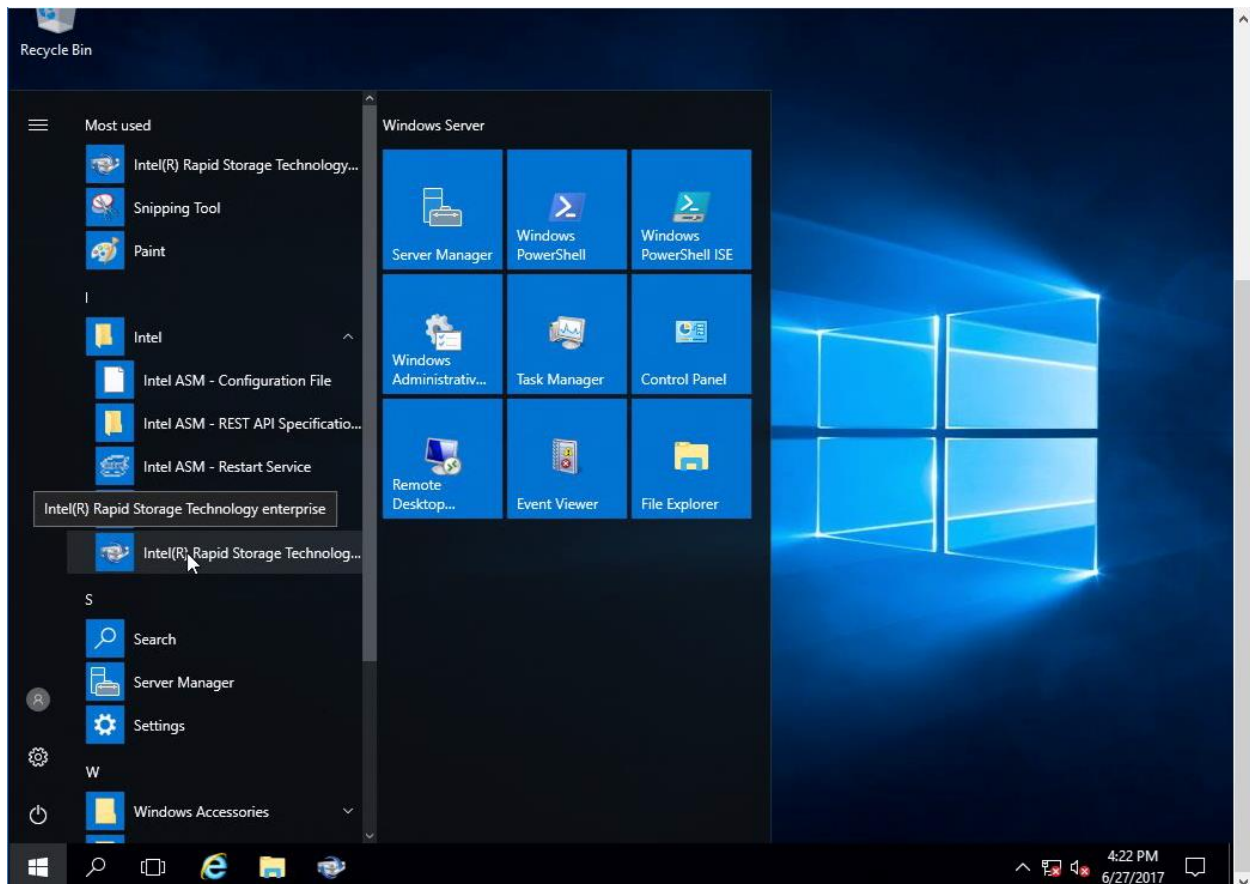 Recycle Bin
Most used
Intel(R) Rapid Storage Technology...
Snipping Tool
Paint
I
Intel
Intel ASM - Configuration File
Intel ASM - REST API Specificatio...
Intel ASM - Restart Service
Intel(R) Rapid Storage Technology enterprise
Intel(R) Rapid Storage Technolog...
S
Search
Server Manager
Settings
W
Windows Accessories
Windows Server
Server Manager
Windows
PowerShell
Windows
PowerShell ISE
Windows
Administrativ...
Task Manager
Control Panel
Remote
Desktop...
Event Viewer
File Explorer
4:22 PM
6/27/2017